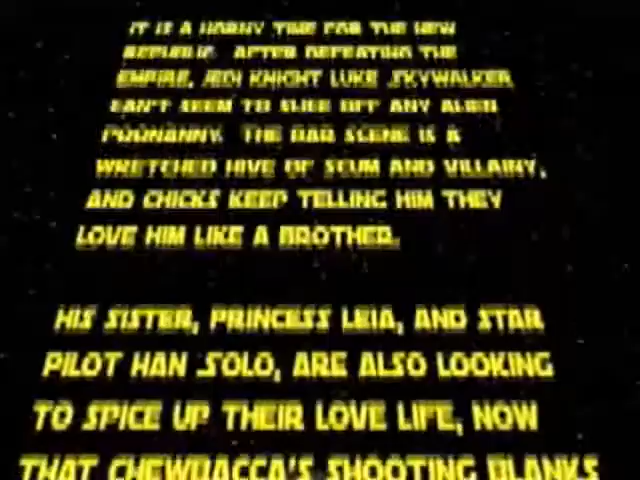 IT IS A HORNY TIME FOR THE NEW
REPUBLIC. AFTER DEFEATING THE
EMPIRE, JEDI KNIGHT LUKE SKYWALKER
CAN'T SEEM TO SLICE OFF ANY ALIEN
POONANNY. THE BAR SCENE IS A
WRETCHED HIVE OF SCUM AND VILLAINY,
AND CHICKS KEEP TELLING HIM THEY
LOVE HIM LIKE A BROTHER.
HIS SISTER, PRINCESS LEIA, AND STAR
PILOT HAN SOLO, ARE ALSO LOOKING
TO SPICE UP THEIR LOVE LIFE, NOW
THAT CHEWBACCA'S SHOOTING BLANKS